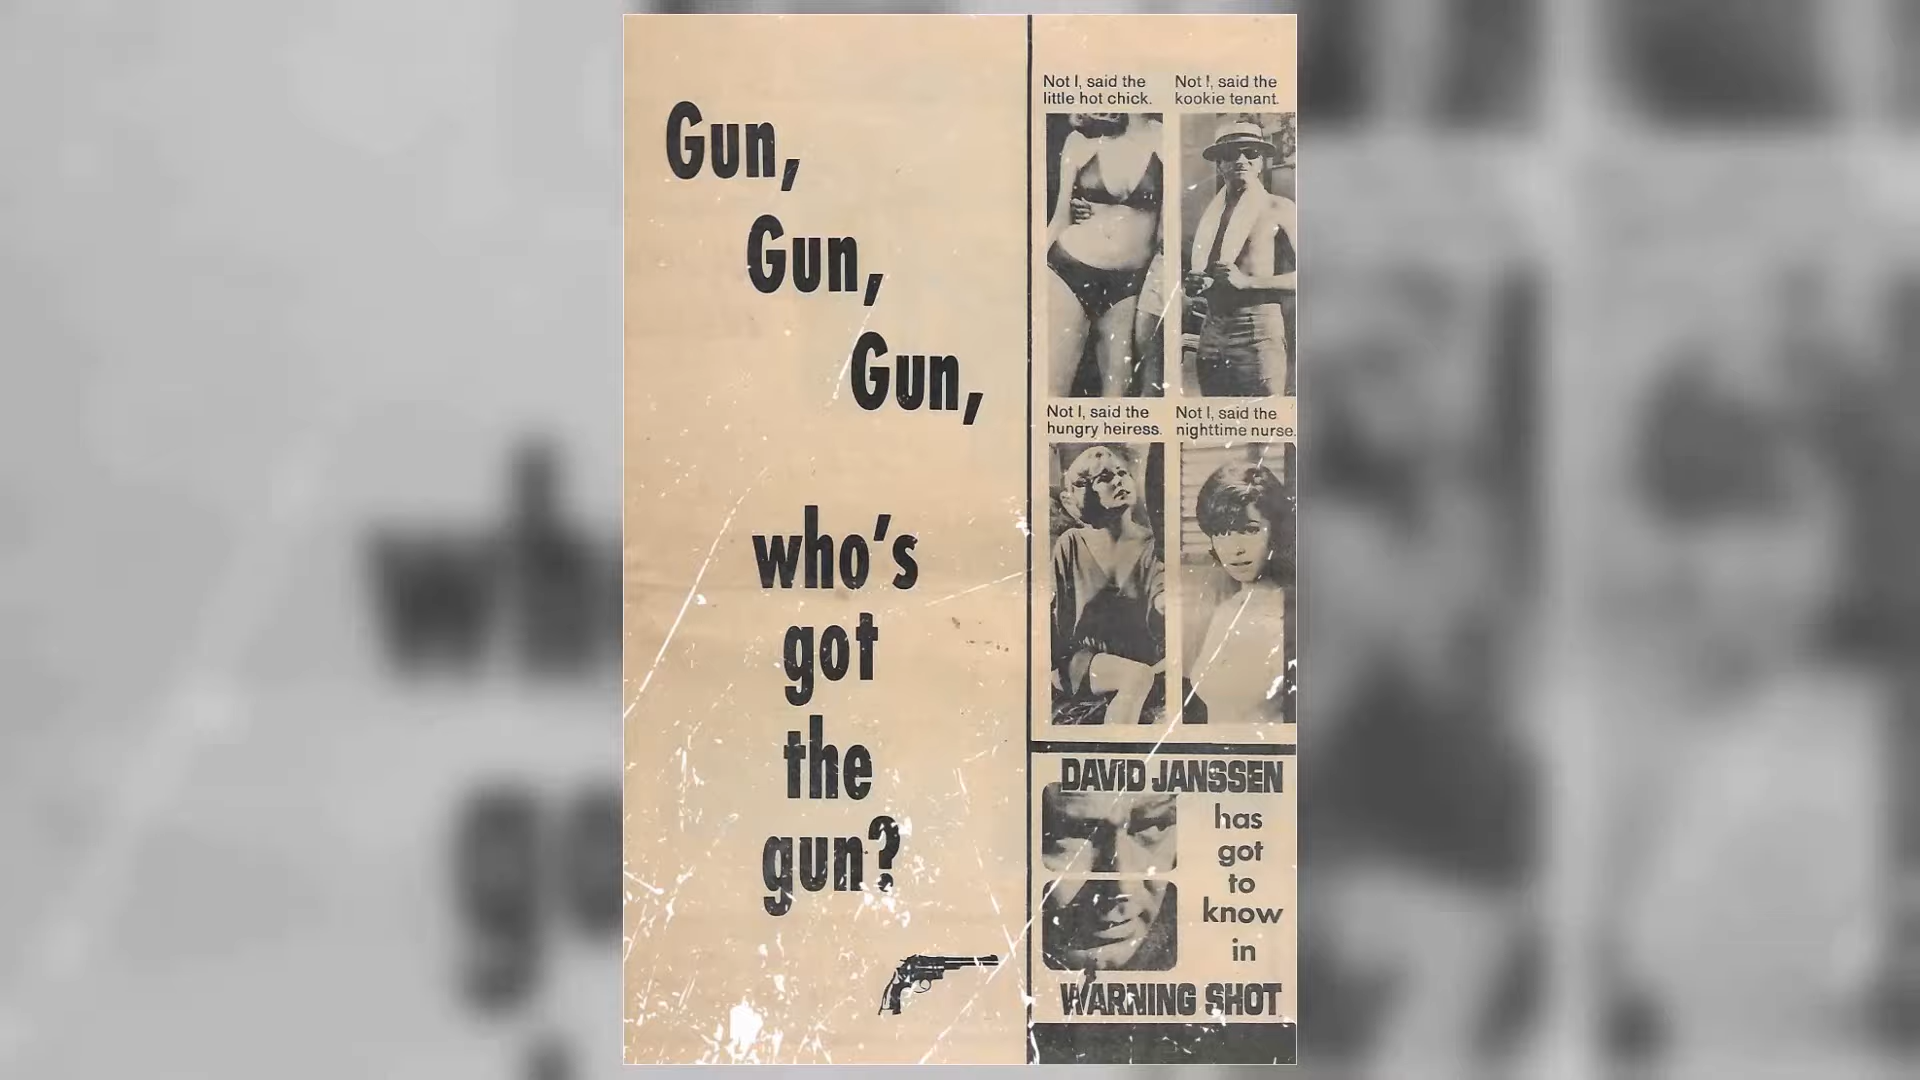 Gun,
Gun,
Gun,
who's
got
the
gun?
Not I, said the
little hot chick.
Not I, said the
kookie tenant.
Not I, said the
hungry heiress.
Not I, said the
nighttime nurse.
DAVID JANSSEN
has
got
to
know
in
WARNING SHOT